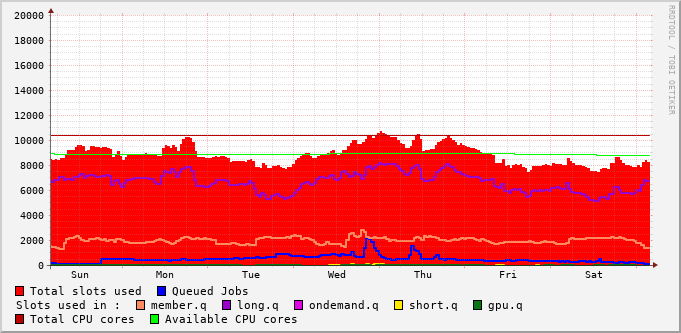 RRDTOOL / TOBI OETIKER
20000
18000
16000
14000
12000
10000
8000
6000
4000
2000
0
Sun Mon Tue Wed Thu Fri Sat
Total slots used Queued Jobs
Slots used in : member.q long.q ondemand.q short.q gpu.q
Total CPU cores Available CPU cores